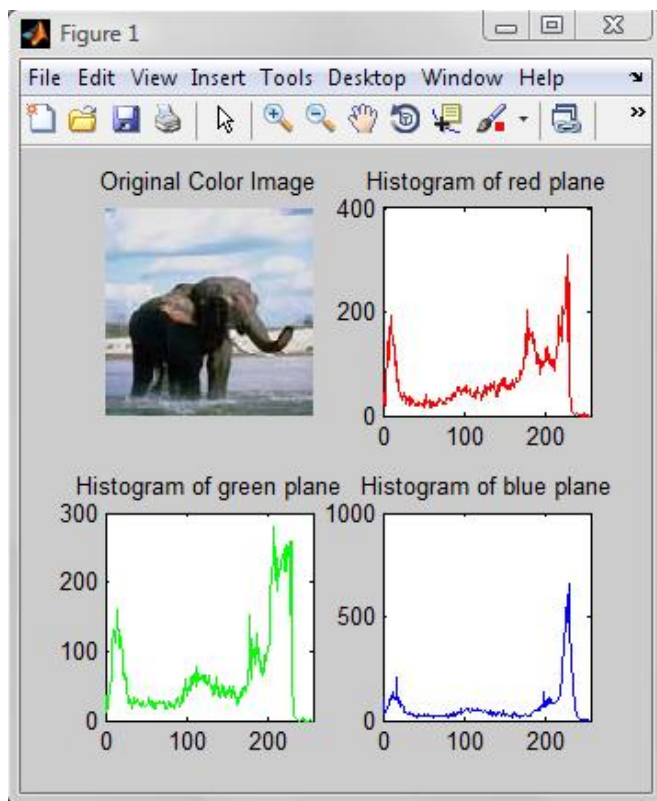 Figure 1
File Edit View Insert Tools Desktop Window Help
Original Color Image
Histogram of red plane
400
200
0
0 100 200
Histogram of green plane
300
200
100
0
0 100 200
Histogram of blue plane
1000
500
0
0 100 200